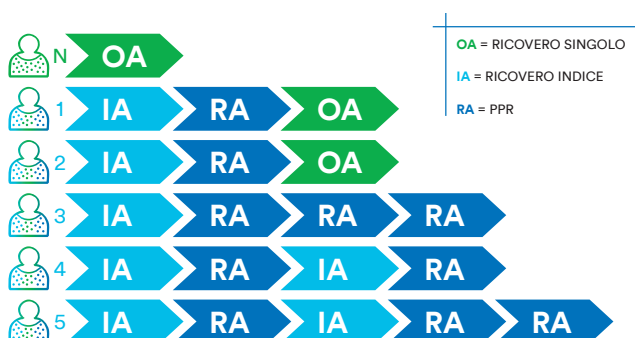 N OA
1 IA RA OA
2 IA RA OA
3 IA RA RA RA
4 IA RA IA RA
5 IA RA IA RA RA
OA = RICOVERO SINGOLO
IA = RICOVERO INDICE
RA = PPR